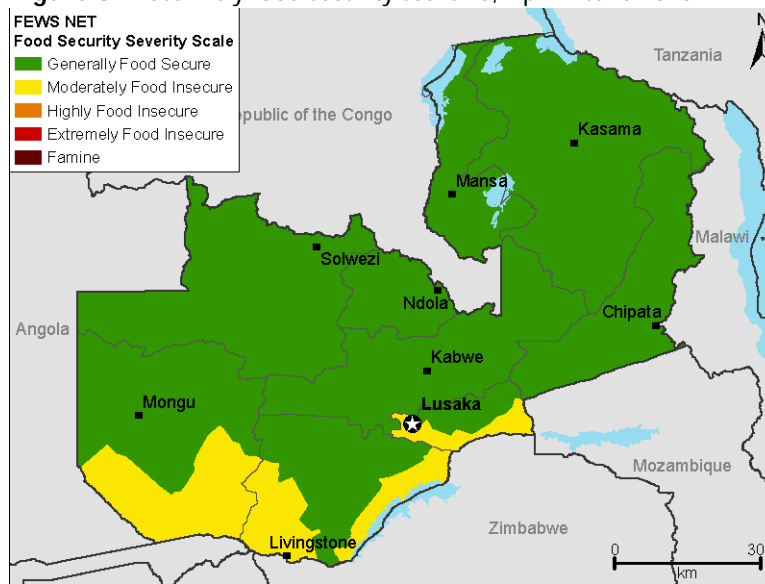 FEWS NET
Food Security Severity Scale
Generally Food Secure
Moderately Food Insecure
Highly Food Insecure
Extremely Food Insecure
Famine
N
Tanzania
epublic of the Congo
Kasama
Mansa
Malawi
Solwezi
Ndola
Chipata
Angola
Kabwe
Mongu
Lusaka
Mozambique
Zimbabwe
Livingstone
0 30
km